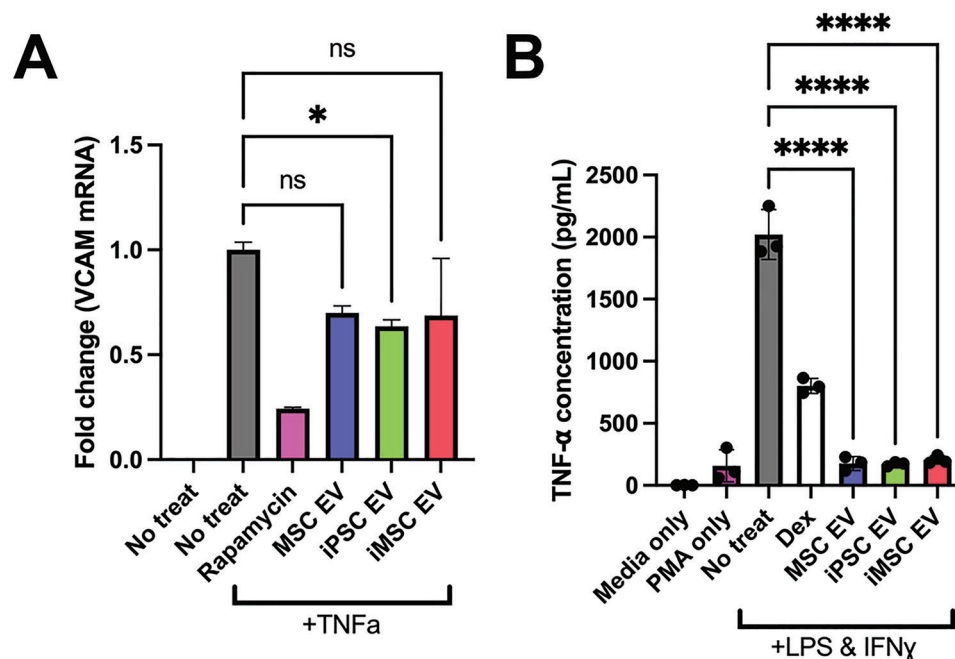 A
ns
*
ns
Fold change (VCAM mRNA)
1.5
1.0
0.5
0.0
No treat
No treat
Rapamycin
MSC EV
iPSC EV
iMSC EV
+TNFa
B
****
****
****
TNF-α concentration (pg/mL)
2500
2000
1500
1000
500
0
Media only
PMA only
No treat
Dex
MSC EV
iPSC EV
iMSC EV
+LPS & IFNγ